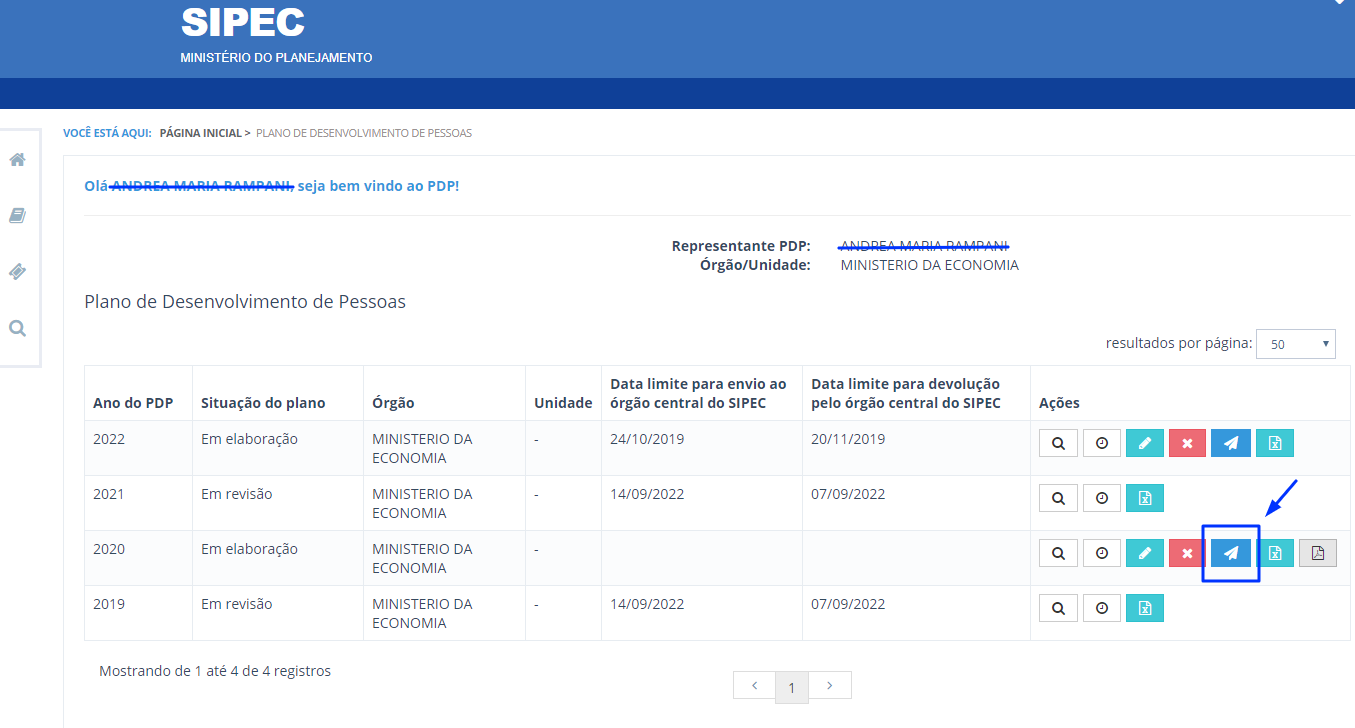 SIPEC
MINISTÉRIO DO PLANEJAMENTO
VOCÊ ESTÁ AQUI: PÁGINA INICIAL > PLANO DE DESENVOLVIMENTO DE PESSOAS
Olá ANDREA MARIA RAMPANI, seja bem vindo ao PDP!
Representante PDP: ANDREA MARIA RAMPANI
Órgão/Unidade: MINISTERIO DA ECONOMIA
Plano de Desenvolvimento de Pessoas
resultados por página: 50
Ano do PDP Situação do plano Órgão Unidade Data limite para envio ao órgão central do SIPEC Data limite para devolução pelo órgão central do SIPEC Ações
2022 Em elaboração MINISTERIO DA ECONOMIA - 24/10/2019 20/11/2019
2021 Em revisão MINISTERIO DA ECONOMIA - 14/09/2022 07/09/2022
2020 Em elaboração MINISTERIO DA ECONOMIA -
2019 Em revisão MINISTERIO DA ECONOMIA - 14/09/2022 07/09/2022
Mostrando de 1 até 4 de 4 registros
1